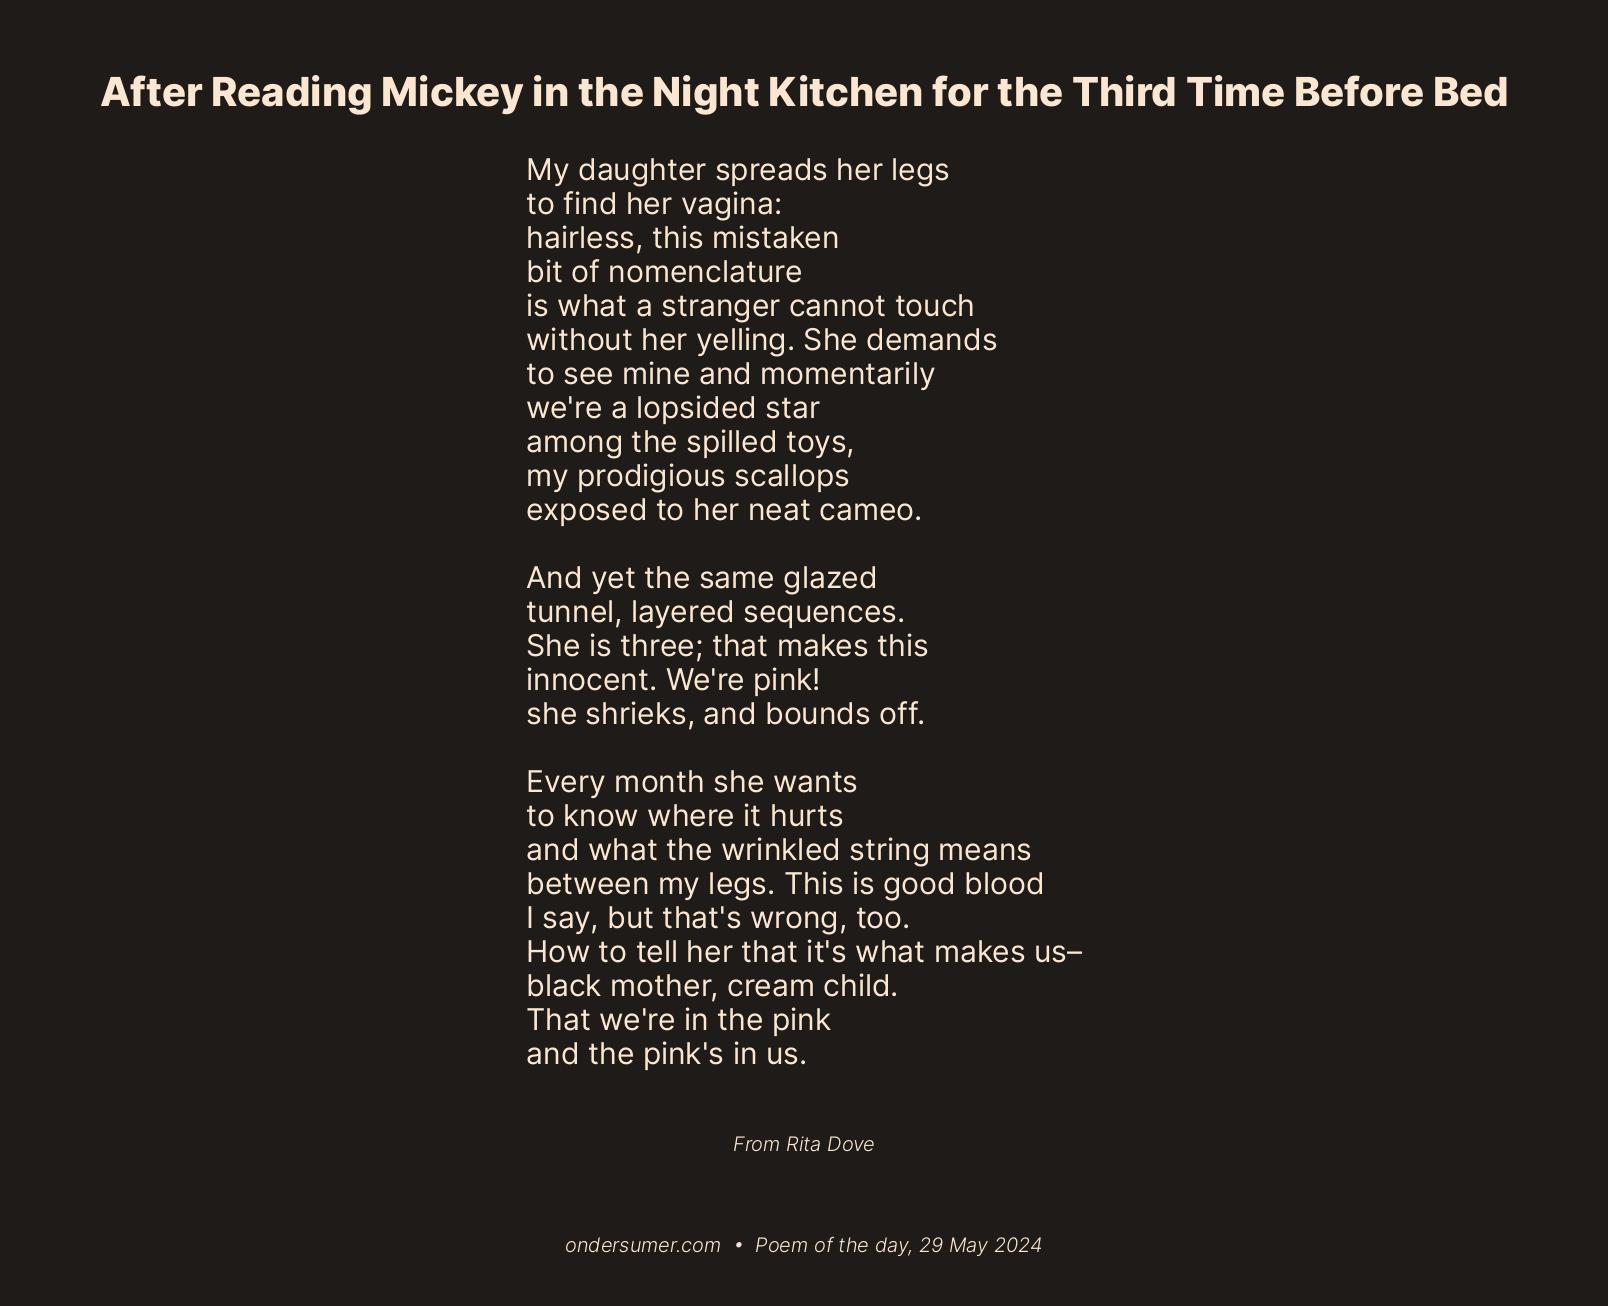 After Reading Mickey in the Night Kitchen for the Third Time Before Bed
My daughter spreads her legs
to find her vagina:
hairless, this mistaken
bit of nomenclature
is what a stranger cannot touch
without her yelling. She demands
to see mine and momentarily
we're a lopsided star
among the spilled toys,
my prodigious scallops
exposed to her neat cameo.
And yet the same glazed
tunnel, layered sequences.
She is three; that makes this
innocent. We're pink!
she shrieks, and bounds off.
Every month she wants
to know where it hurts
and what the wrinkled string means
between my legs. This is good blood
I say, but that's wrong, too.
How to tell her that it's what makes us–
black mother, cream child.
That we're in the pink
and the pink's in us.
From Rita Dove
ondersumer.com • Poem of the day, 29 May 2024